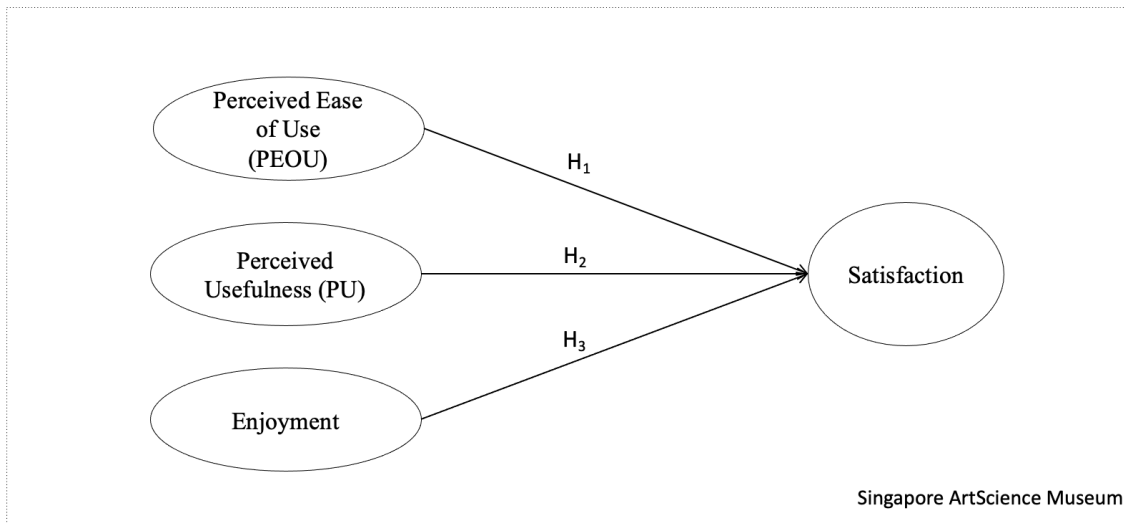 Perceived Ease
of Use
(PEOU)
H₁
Perceived
Usefulness (PU)
H₂
Satisfaction
H₃
Enjoyment
Singapore ArtScience Museum